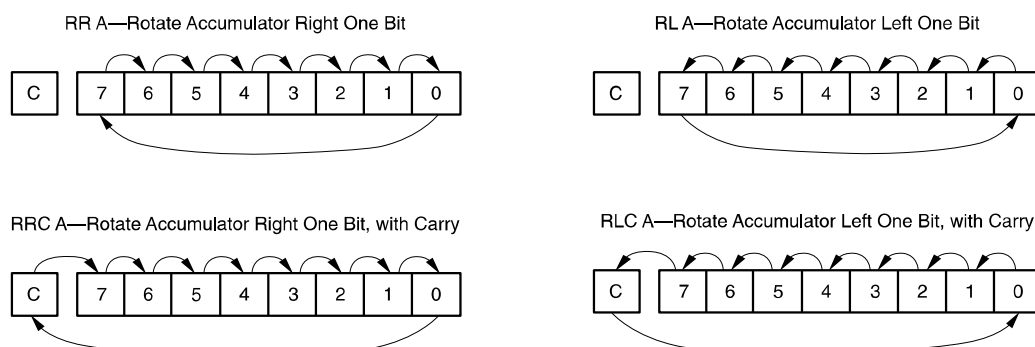 RR A—Rotate Accumulator Right One Bit
C 7 6 5 4 3 2 1 0
RL A—Rotate Accumulator Left One Bit
C 7 6 5 4 3 2 1 0
RRC A—Rotate Accumulator Right One Bit, with Carry
C 7 6 5 4 3 2 1 0
RLC A—Rotate Accumulator Left One Bit, with Carry
C 7 6 5 4 3 2 1 0